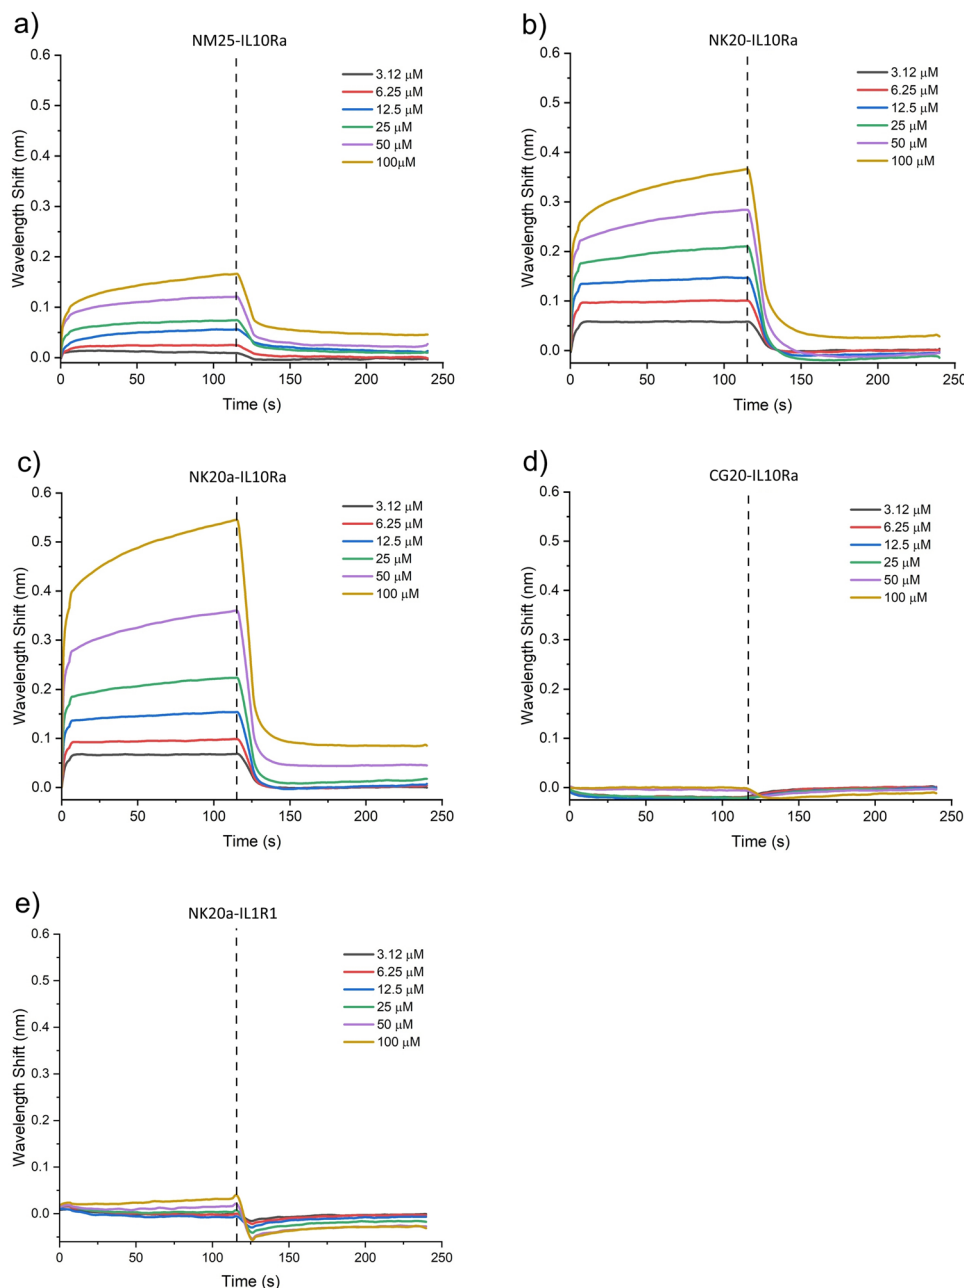 a)
NM25-IL10Ra
0.6
0.5
0.4
0.3
0.2
0.1
0.0
Wavelength Shift (nm)
3.12 μM
6.25 μM
12.5 μM
25 μM
50 μM
100μM
0 50 100 150 200 250
Time (s)
b)
NK20-IL10Ra
0.6
0.5
0.4
0.3
0.2
0.1
0.0
Wavelength Shift (nm)
3.12 μM
6.25 μM
12.5 μM
25 μM
50 μM
100 μM
0 50 100 150 200 250
Time (s)
c)
NK20a-IL10Ra
0.6
0.5
0.4
0.3
0.2
0.1
0.0
Wavelength Shift (nm)
3.12 μM
6.25 μM
12.5 μM
25 μM
50 μM
100 μM
0 50 100 150 200 250
Time (s)
d)
CG20-IL10Ra
0.6
0.5
0.4
0.3
0.2
0.1
0.0
Wavelength Shift (nm)
3.12 μM
6.25 μM
12.5 μM
25 μM
50 μM
100 μM
0 50 100 150 200 250
Time (s)
e)
NK20a-IL1R1
0.6
0.5
0.4
0.3
0.2
0.1
0.0
Wavelength Shift (nm)
3.12 μM
6.25 μM
12.5 μM
25 μM
50 μM
100 μM
0 50 100 150 200 250
Time (s)